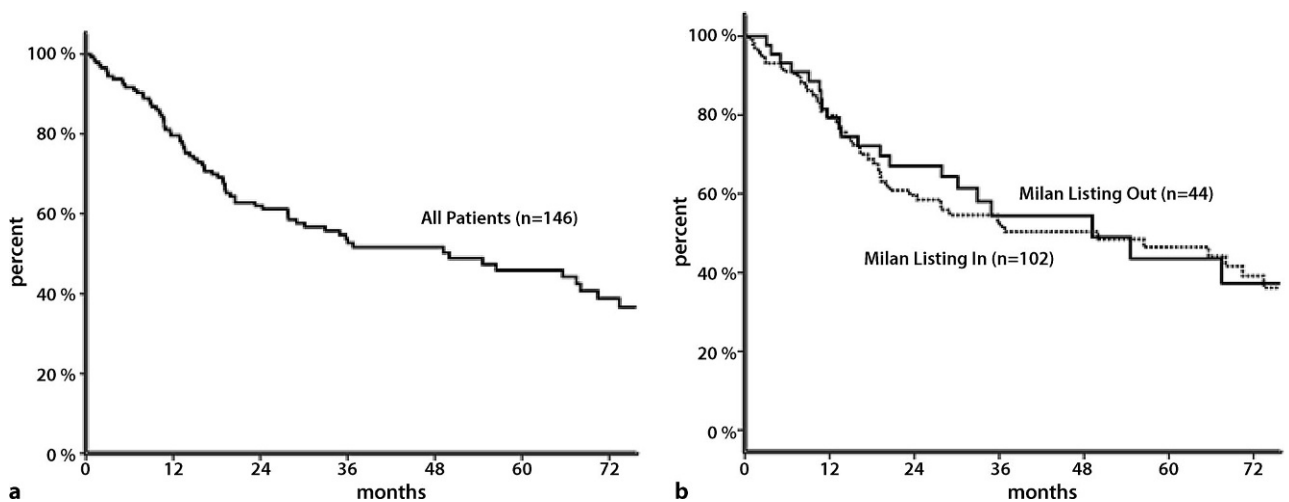 100 %
80 %
60 %
40 %
20 %
0 %
percent
All Patients (n=146)
0 12 24 36 48 60 72
months
a
100 %
80 %
60 %
40 %
20 %
0 %
percent
Milan Listing Out (n=44)
Milan Listing In (n=102)
0 12 24 36 48 60 72
months
b